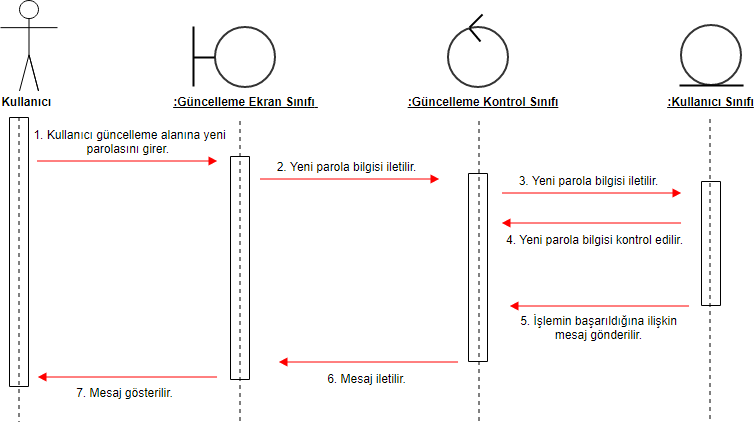 Kullanıcı
:Güncelleme Ekran Sınıfı
:Güncelleme Kontrol Sınıfı
:Kullanıcı Sınıfı
1. Kullanıcı güncelleme alanına yeni
parolasını girer.
2. Yeni parola bilgisi iletilir.
3. Yeni parola bilgisi iletilir.
4. Yeni parola bilgisi kontrol edilir.
5. İşlemin başarıldığına ilişkin
mesaj gönderilir.
6. Mesaj iletilir.
7. Mesaj gösterilir.